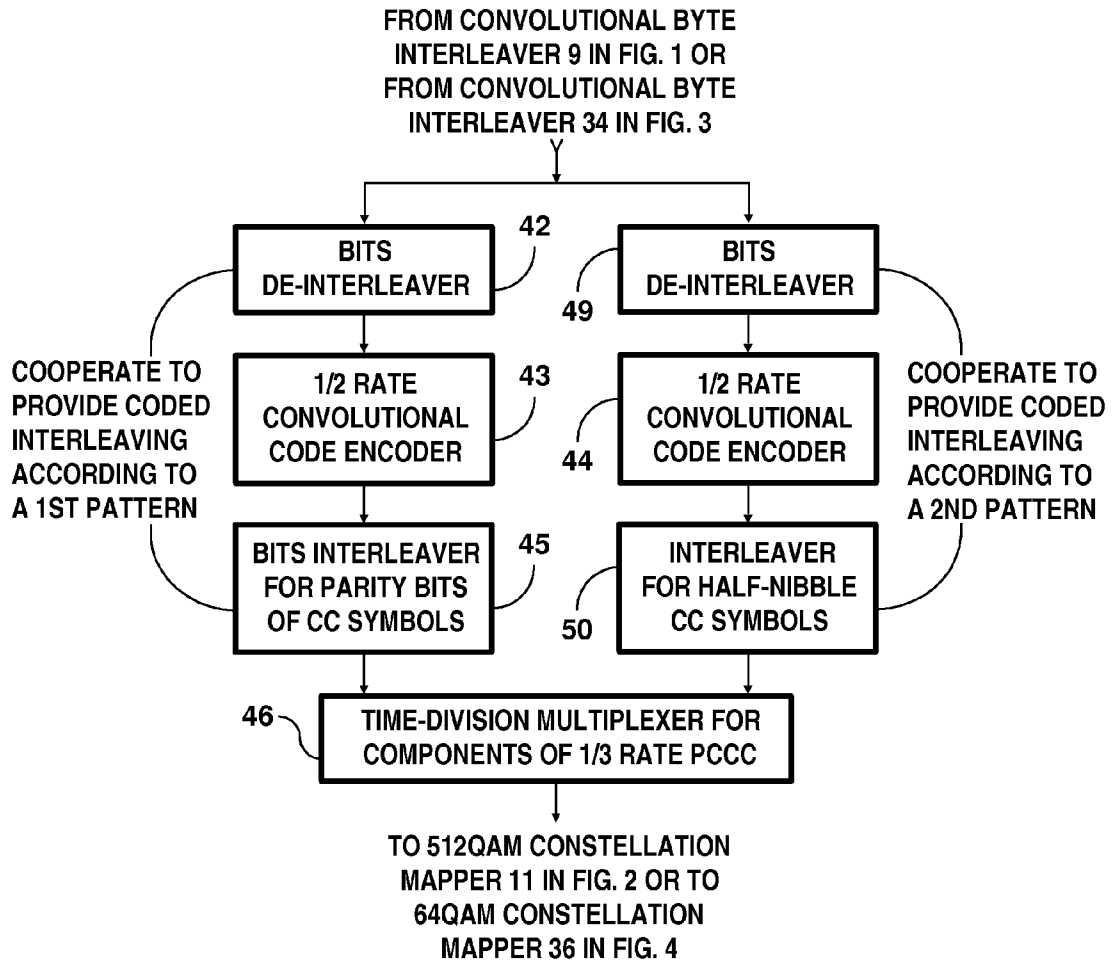 FROM CONVOLUTIONAL BYTE
INTERLEAVER 9 IN FIG. 1 OR
FROM CONVOLUTIONAL BYTE
INTERLEAVER 34 IN FIG. 3
BITS
DE-INTERLEAVER
42
BITS
DE-INTERLEAVER
49
COOPERATE TO
PROVIDE CODED
INTERLEAVING
ACCORDING TO
A 1ST PATTERN
1/2 RATE
CONVOLUTIONAL
CODE ENCODER
43
1/2 RATE
CONVOLUTIONAL
CODE ENCODER
44
COOPERATE TO
PROVIDE CODED
INTERLEAVING
ACCORDING TO
A 2ND PATTERN
BITS INTERLEAVER
FOR PARITY BITS
OF CC SYMBOLS
45
INTERLEAVER
FOR HALF-NIBBLE
CC SYMBOLS
50
46
TIME-DIVISION MULTIPLEXER FOR
COMPONENTS OF 1/3 RATE PCCC
TO 512QAM CONSTELLATION
MAPPER 11 IN FIG. 2 OR TO
64QAM CONSTELLATION
MAPPER 36 IN FIG. 4